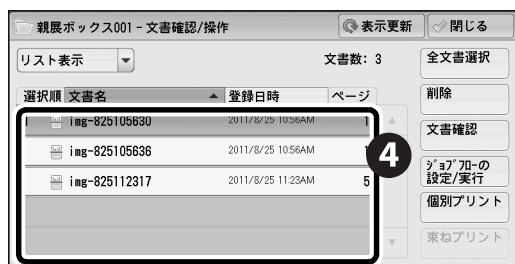 親展ボックス001 - 文書確認/操作
表示更新
閉じる
リスト表示
文書数: 3
全文書選択
選択順 文書名 登録日時 ページ
削除
img-825105630 2011/8/25 10:56AM 1
文書確認
img-825105636 2011/8/25 10:56AM
4
ｼﾞｮﾌﾞﾌﾛｰの
設定/実行
img-825112317 2011/8/25 11:23AM 5
個別プリント
束ねプリント